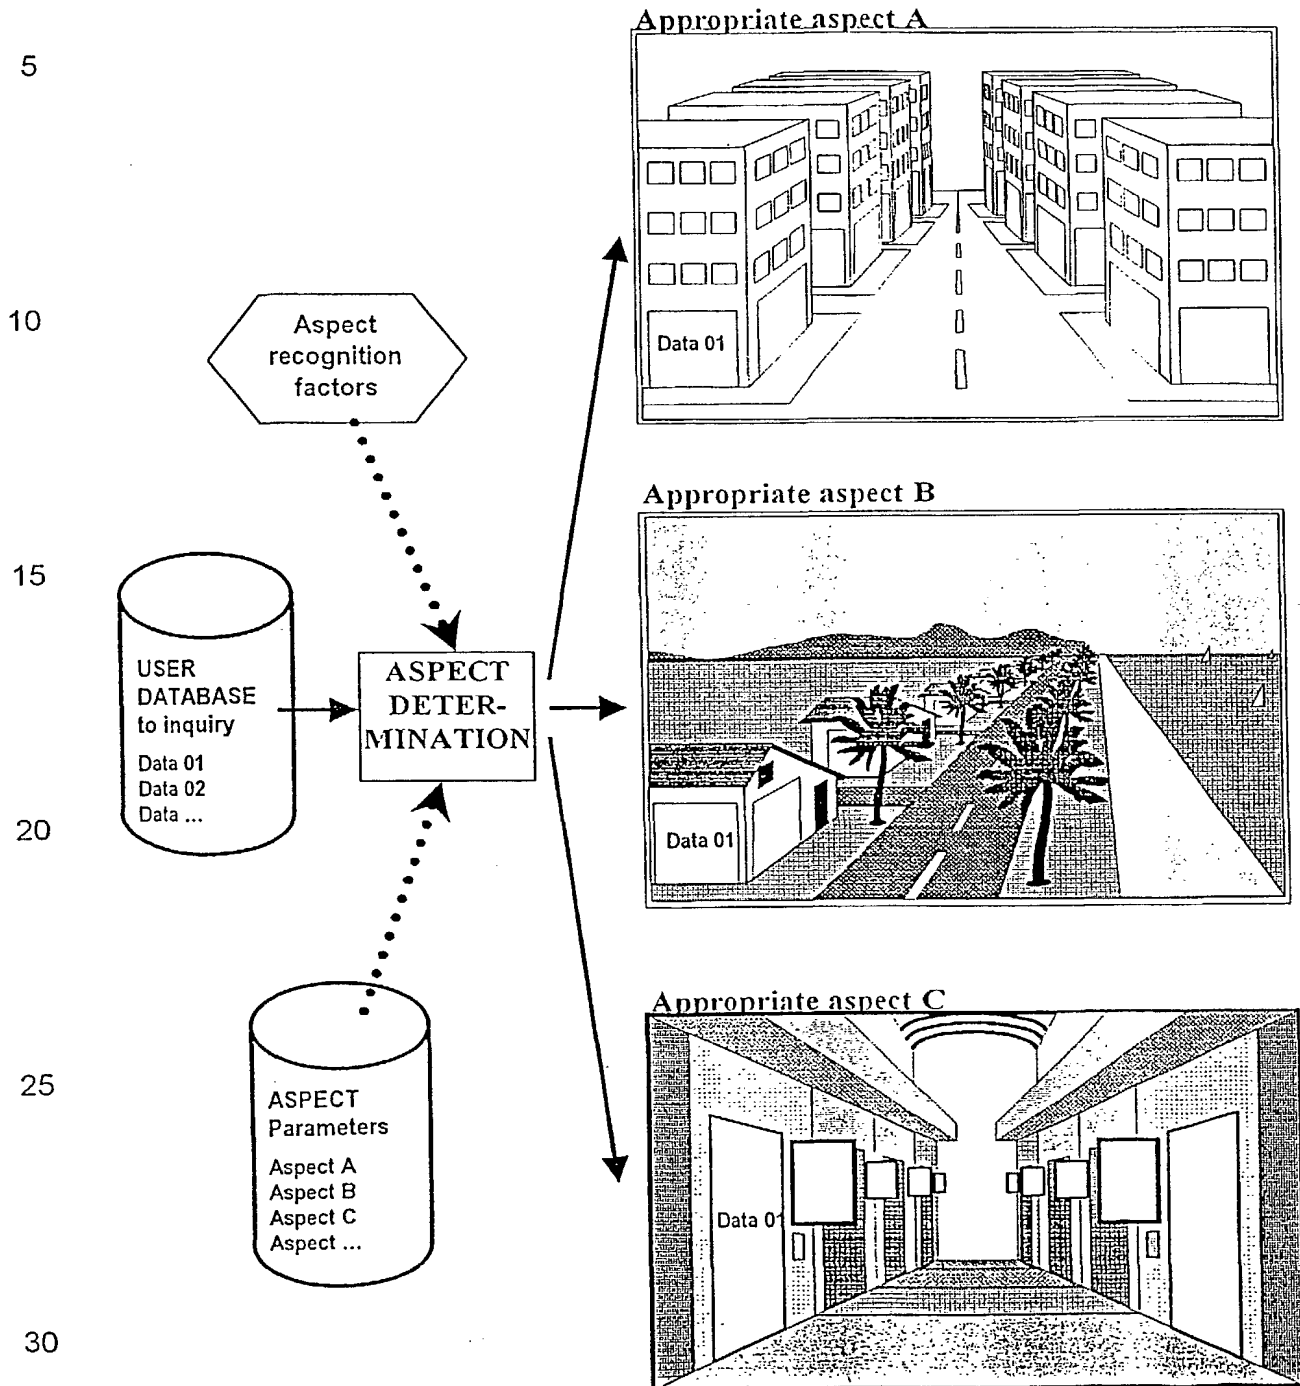 5
10
15
20
25
30
Aspect
recognition
factors
USER
DATABASE
to inquiry
Data 01
Data 02
Data ...
ASPECT
DETER-
MINATION
ASPECT
Parameters
Aspect A
Aspect B
Aspect C
Aspect ...
Appropriate aspect A
Data 01
Appropriate aspect B
Data 01
Appropriate aspect C
Data 01